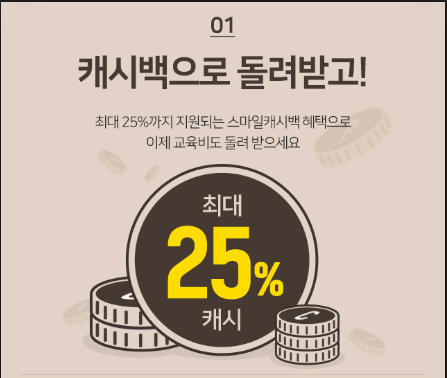 01
캐시백으로 돌려받고!
최대 25%까지 지원되는 스마일캐시백 혜택으로
이제 교육비도 돌려 받으세요
최대
25%
캐시